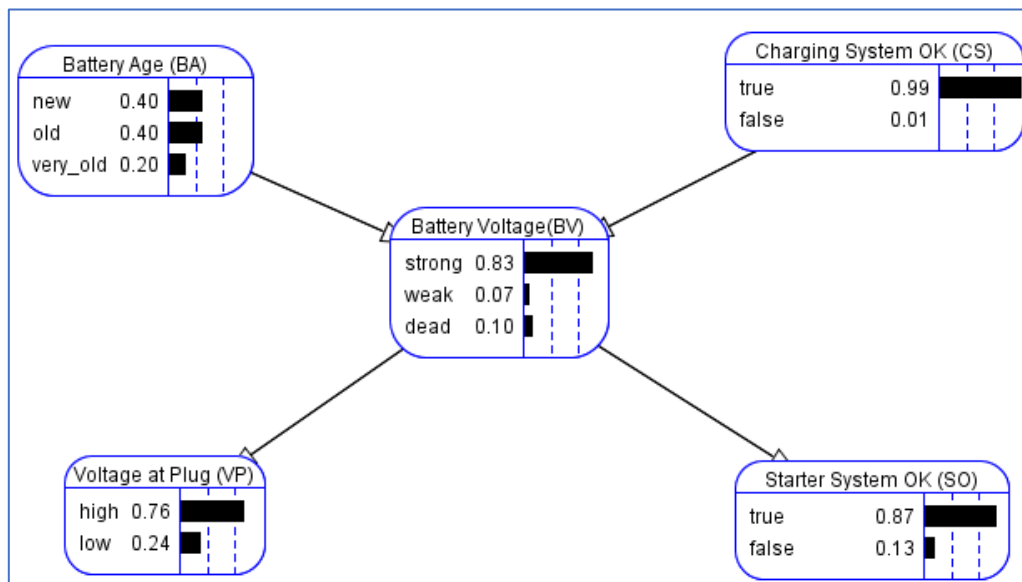 Battery Age (BA)
new 0.40
old 0.40
very_old 0.20
Charging System OK (CS)
true 0.99
false 0.01
Battery Voltage(BV)
strong 0.83
weak 0.07
dead 0.10
Voltage at Plug (VP)
high 0.76
low 0.24
Starter System OK (SO)
true 0.87
false 0.13